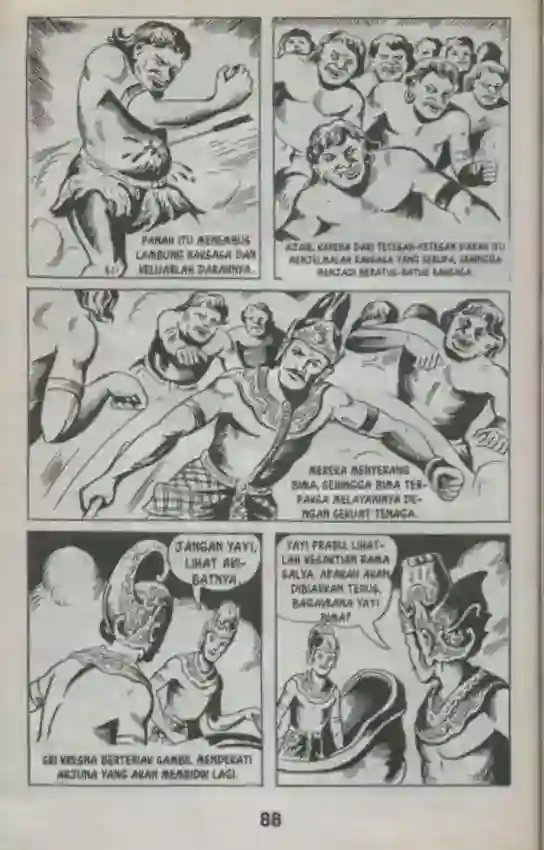 PANAH ITU MENEMBUS
LAMBUNG RAKSASA DAN
KELUARLAH DARAHNYA.
AJAIB, KARENA DARI TETESAN-TETESAN DARAH ITU
MENJELMALAH RAKSASA YANG SERUPA, SEHINGGA
MENJADI BERATUS-RATUS RAKSASA.
MEREKA MENYERANG
BIMA, SEHINGGA BIMA TER-
PAKSA MELAYANINYA DE-
NGAN SEKUAT TENAGA.
JANGAN YAYI,
LIHAT AKI-
BATNYA.
SRI KRESNA BERTERIAK SAMBIL MENDEKATI
ARJUNA YANG AKAN MEMBIDIK LAGI.
YAYI PRABU, LIHAT-
LAH KESAKTIAN RAMA
SALYA. APAKAH AKAN
DIBIARKAN TERUS,
BAGAIMANA YAYI
BIMA?
88